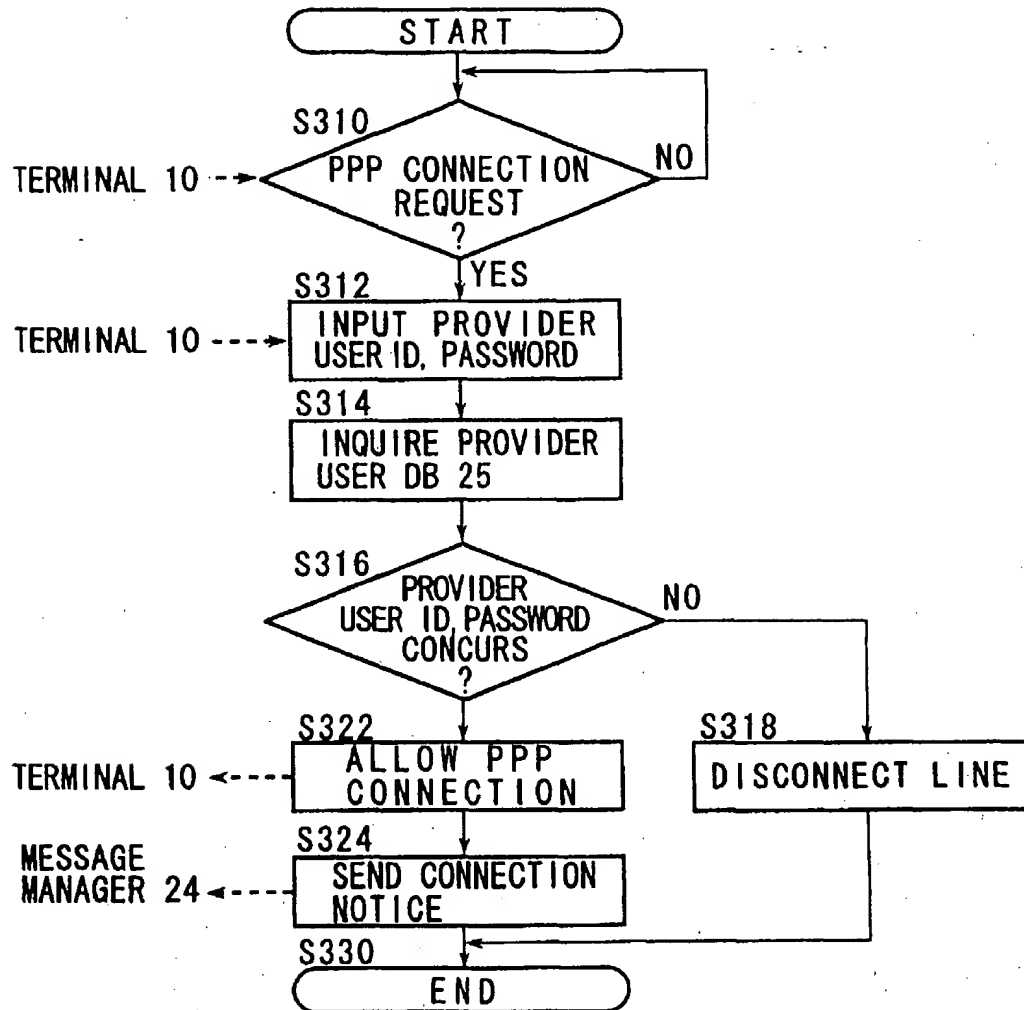 START
S310
PPP CONNECTION
REQUEST
?
NO
TERMINAL 10
YES
S312
INPUT PROVIDER
USER ID, PASSWORD
TERMINAL 10
S314
INQUIRE PROVIDER
USER DB 25
S316
PROVIDER
USER ID, PASSWORD
CONCURS
?
NO
S322
ALLOW PPP
CONNECTION
TERMINAL 10
S318
DISCONNECT LINE
S324
SEND CONNECTION
NOTICE
MESSAGE
MANAGER 24
S330
END